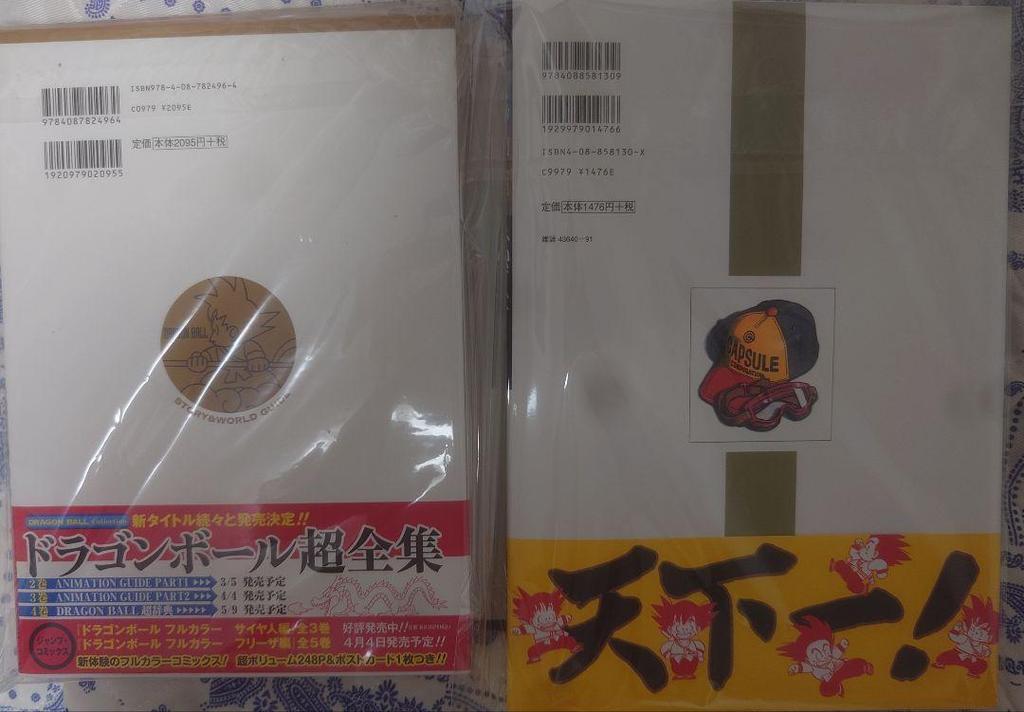 ISBN978-4-08-782496-4
C0979 ¥2095E
9784087824964
定価 本体2095円+税
1920979020955
DRAGON BALL
STORY&WORLD GUIDE
DRAGON BALL Collection 新タイトル続々と発売決定!!
ドラゴンボール超全集
2巻 ANIMATION GUIDE PART1 >>> 3/5 発売予定
3巻 ANIMATION GUIDE PART2 >>> 4/4 発売予定
4巻 DRAGON BALL 超辞典 >>>>> 5/9 発売予定
ジャンプ・コミックス
『ドラゴンボール フルカラー サイヤ人編』全3巻 好評発売中!!
『ドラゴンボール フルカラー フリーザ編』全5巻 4月4日発売予定!!
新体験のフルカラーコミックス! 超ボリューム248P&ポストカード1枚つき!!
9784088581309
1929979014766
ISBN4-08-858130-X
C9979 ¥1476E
定価 本体1476円+税
雑誌 43640-91
CAPSULE
CORPORATION
天下一!